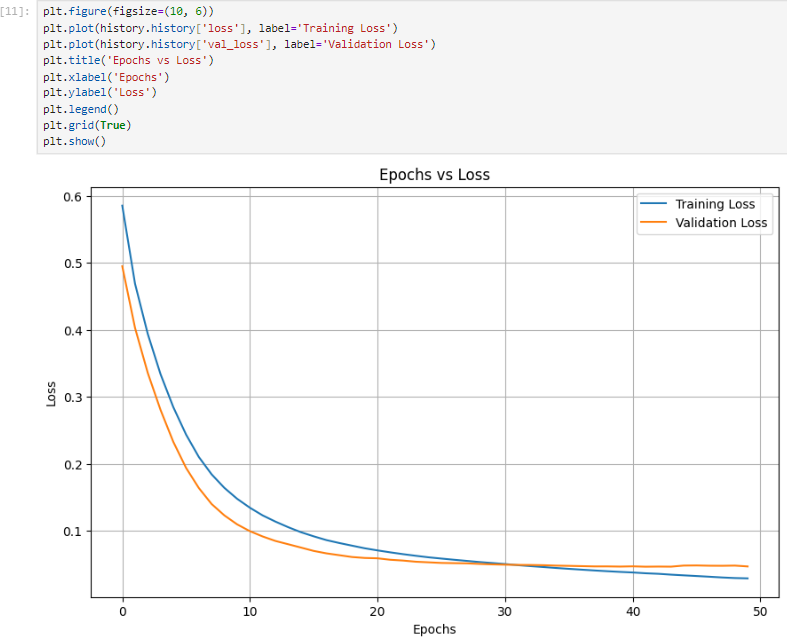 [11]:
plt.figure(figsize=(10, 6))
plt.plot(history.history['loss'], label='Training Loss')
plt.plot(history.history['val_loss'], label='Validation Loss')
plt.title('Epochs vs Loss')
plt.xlabel('Epochs')
plt.ylabel('Loss')
plt.legend()
plt.grid(True)
plt.show()
Epochs vs Loss
Training Loss
Validation Loss
0.6
0.5
0.4
0.3
0.2
0.1
Loss
0 10 20 30 40 50
Epochs